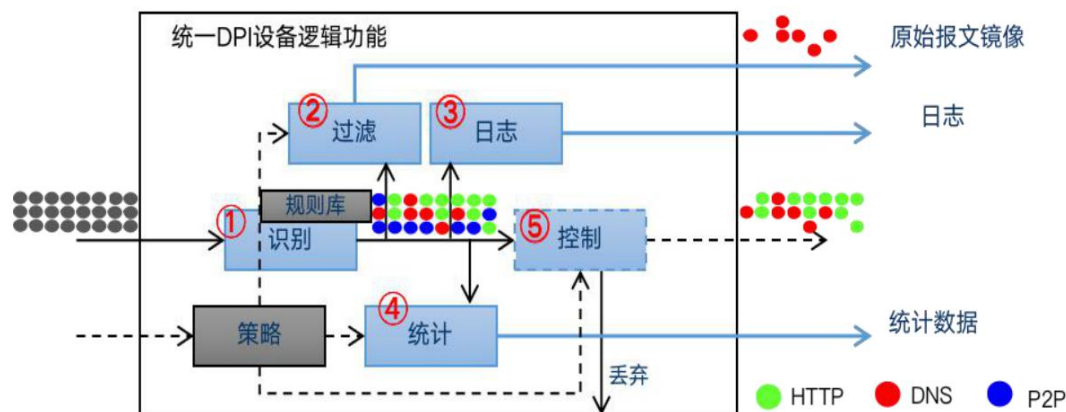 统一DPI设备逻辑功能
原始报文镜像
② 过滤
③ 日志
日志
规则库
① 识别
⑤ 控制
策略
④ 统计
统计数据
丢弃
HTTP DNS P2P